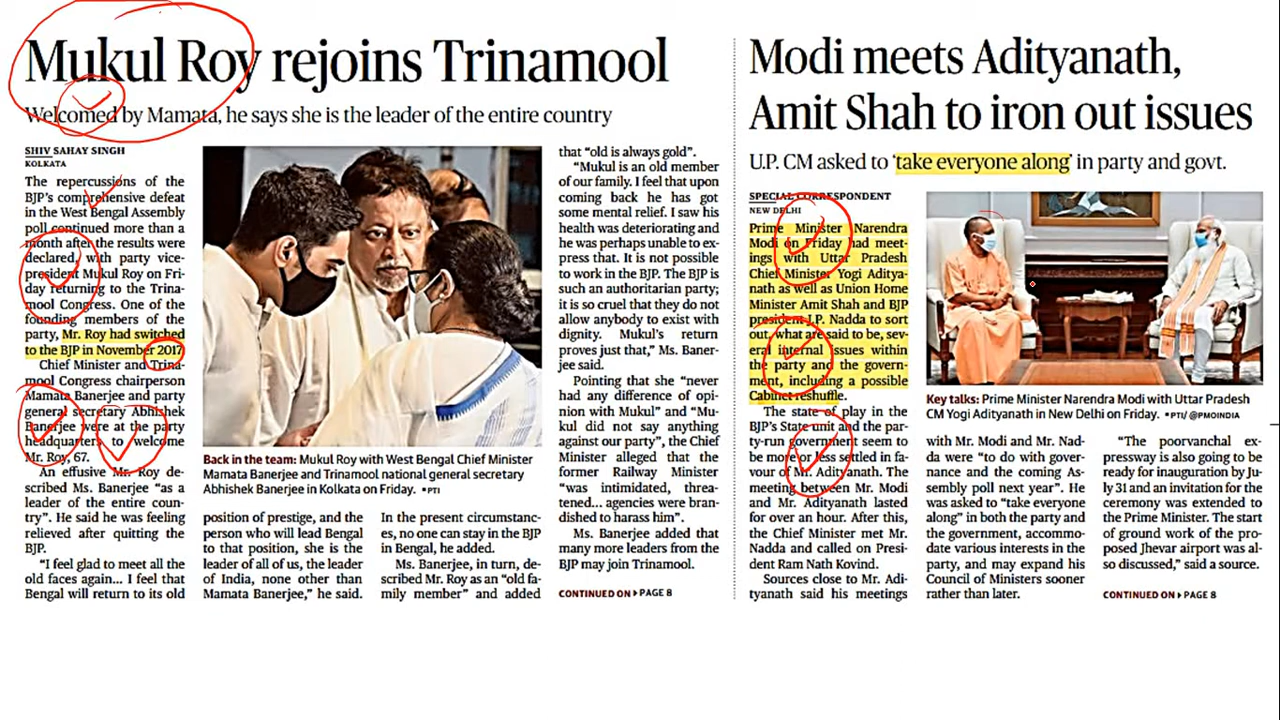 Mukul Roy rejoins Trinamool
Welcomed by Mamata, he says she is the leader of the entire country
SHIV SAHAY SINGH
KOLKATA
The repercussions of the
BJP's comprehensive defeat
in the West Bengal Assembly
poll continued more than a
month after the results were
declared, with party vice-
president Mukul Roy on Fri-
day returning to the Trina-
mool Congress. One of the
founding members of the
party, Mr. Roy had switched
to the BJP in November 2017
Chief Minister and Trina-
mool Congress chairperson
Mamata Banerjee and party
general secretary Abhishek
Banerjee were at the party
headquarters to welcome
Mr. Roy, 67.
An effusive Mr. Roy de-
scribed Ms. Banerjee “as a
leader of the entire coun-
try”. He said he was feeling
relieved after quitting the
BJP.
“I feel glad to meet all the
old faces again... I feel that
Bengal will return to its old
Back in the team: Mukul Roy with West Bengal Chief Minister
Mamata Banerjee and Trinamool national general secretary
Abhishek Banerjee in Kolkata on Friday. •PTI
position of prestige, and the
person who will lead Bengal
to that position, she is the
leader of all of us, the leader
of India, none other than
Mamata Banerjee,” he said.
In the present circumstanc-
es, no one can stay in the BJP
in Bengal, he added.
Ms. Banerjee, in turn, de-
scribed Mr. Roy as an “old fa-
mily member” and added
that “old is always gold”.
“Mukul is an old member
of our family. I feel that upon
coming back he has got
some mental relief. I saw his
health was deteriorating and
he was perhaps unable to ex-
press that. It is not possible
to work in the BJP. The BJP is
such an authoritarian party;
it is so cruel that they do not
allow anybody to exist with
dignity. Mukul's return
proves just that,” Ms. Baner-
jee said.
Pointing that she “never
had any difference of opi-
nion with Mukul” and “Mu-
kul did not say anything
against our party”, the Chief
Minister alleged that the
former Railway Minister
“was intimidated, threa-
tened... agencies were bran-
dished to harass him”.
Ms. Banerjee added that
many more leaders from the
BJP may join Trinamool.
CONTINUED ON ▸ PAGE 8
Modi meets Adityanath,
Amit Shah to iron out issues
U.P. CM asked to ‘take everyone along’ in party and govt.
SPECIAL CORRESPONDENT
NEW DELHI
Prime Minister Narendra
Modi on Friday had meet-
ings with Uttar Pradesh
Chief Minister Yogi Aditya-
nath as well as Union Home
Minister Amit Shah and BJP
president J.P. Nadda to sort
out, what are said to be, sev-
eral internal issues within
the party and the govern-
ment, including a possible
Cabinet reshuffle.
The state of play in the
BJP's State unit and the par-
ty-run government seem to
be more or less settled in fa-
vour of Mr. Adityanath. The
meeting between Mr. Modi
and Mr. Adityanath lasted
for over an hour. After this,
the Chief Minister met Mr.
Nadda and called on Presi-
dent Ram Nath Kovind.
Sources close to Mr. Adi-
tyanath said his meetings
Key talks: Prime Minister Narendra Modi with Uttar Pradesh
CM Yogi Adityanath in New Delhi on Friday. •PTI/ @PMOINDIA
with Mr. Modi and Mr. Nad-
da were “to do with gover-
nance and the coming As-
sembly poll next year”. He
was asked to “take everyone
along” in both the party and
the government, accommo-
date various interests in the
party, and may expand his
Council of Ministers sooner
rather than later.
“The poorvanchal ex-
pressway is also going to be
ready for inauguration by Ju-
ly 31 and an invitation for the
ceremony was extended to
the Prime Minister. The start
of ground work of the pro-
posed Jhevar airport was al-
so discussed,” said a source.
CONTINUED ON ▸ PAGE 8